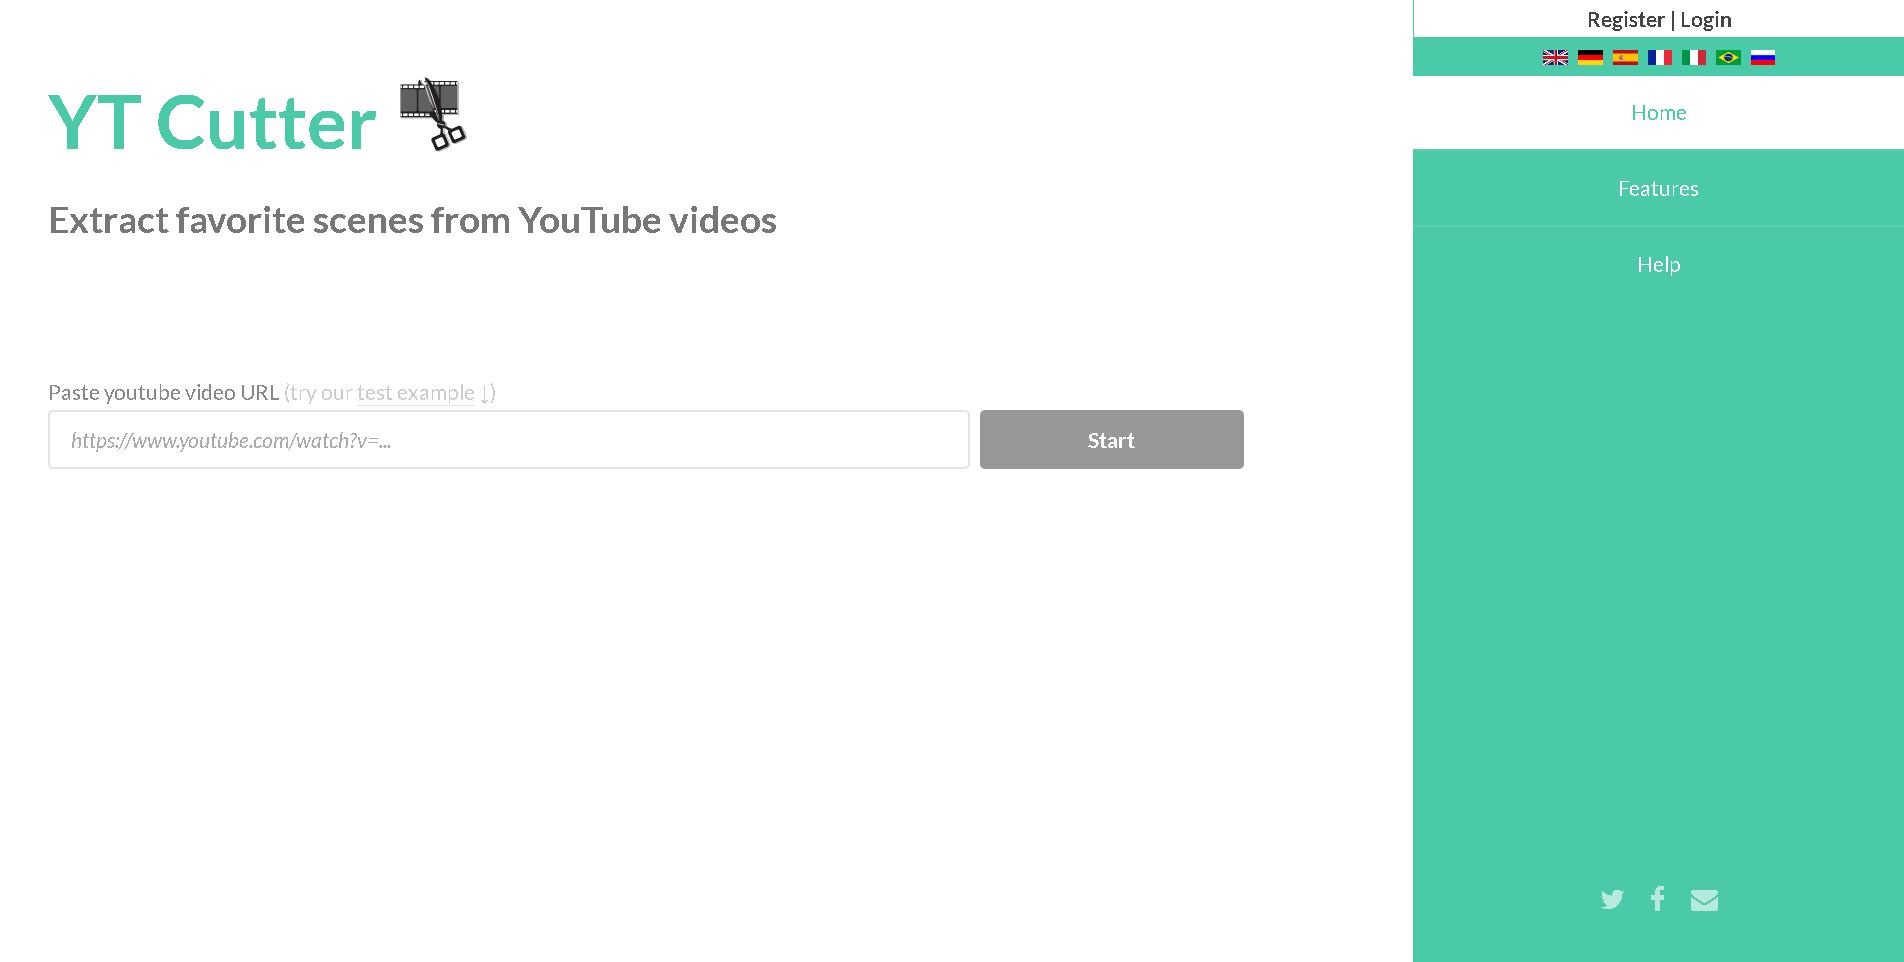 Register | Login
YT Cutter
Home
Features
Extract favorite scenes from YouTube videos
Help
Paste youtube video URL (try our test example ↓)
https://www.youtube.com/watch?v=...
Start